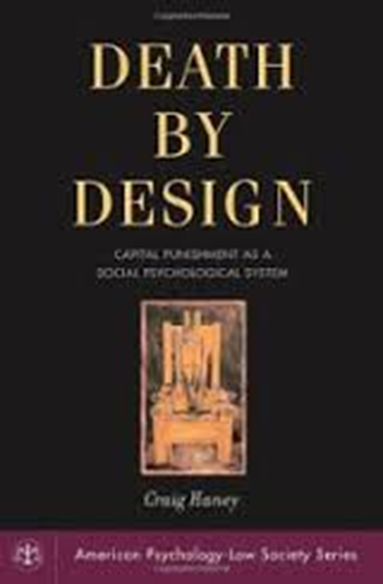 DEATH
BY
DESIGN
CAPITAL PUNISHMENT AS A
SOCIAL PSYCHOLOGICAL SYSTEM
Craig Haney
American Psychology-Law Society Series